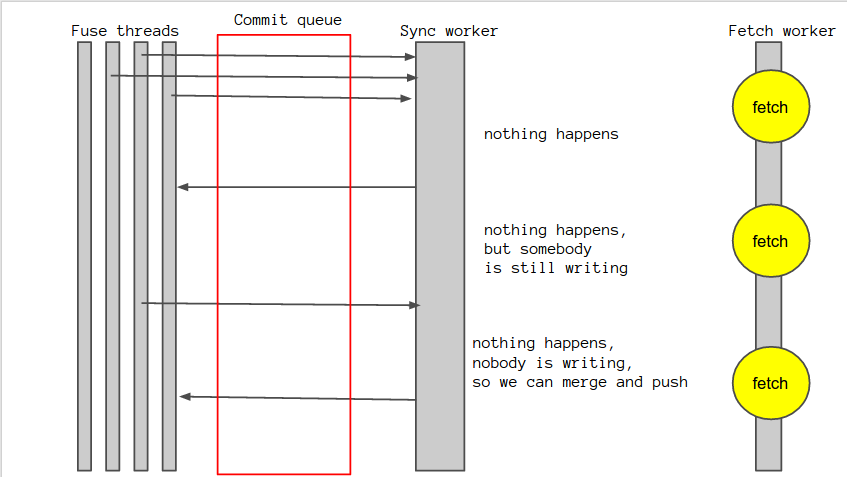 Commit queue
Fuse threads
Sync worker
Fetch worker
fetch
nothing happens
nothing happens,
but somebody
is still writing
fetch
nothing happens,
nobody is writing,
so we can merge and push
fetch